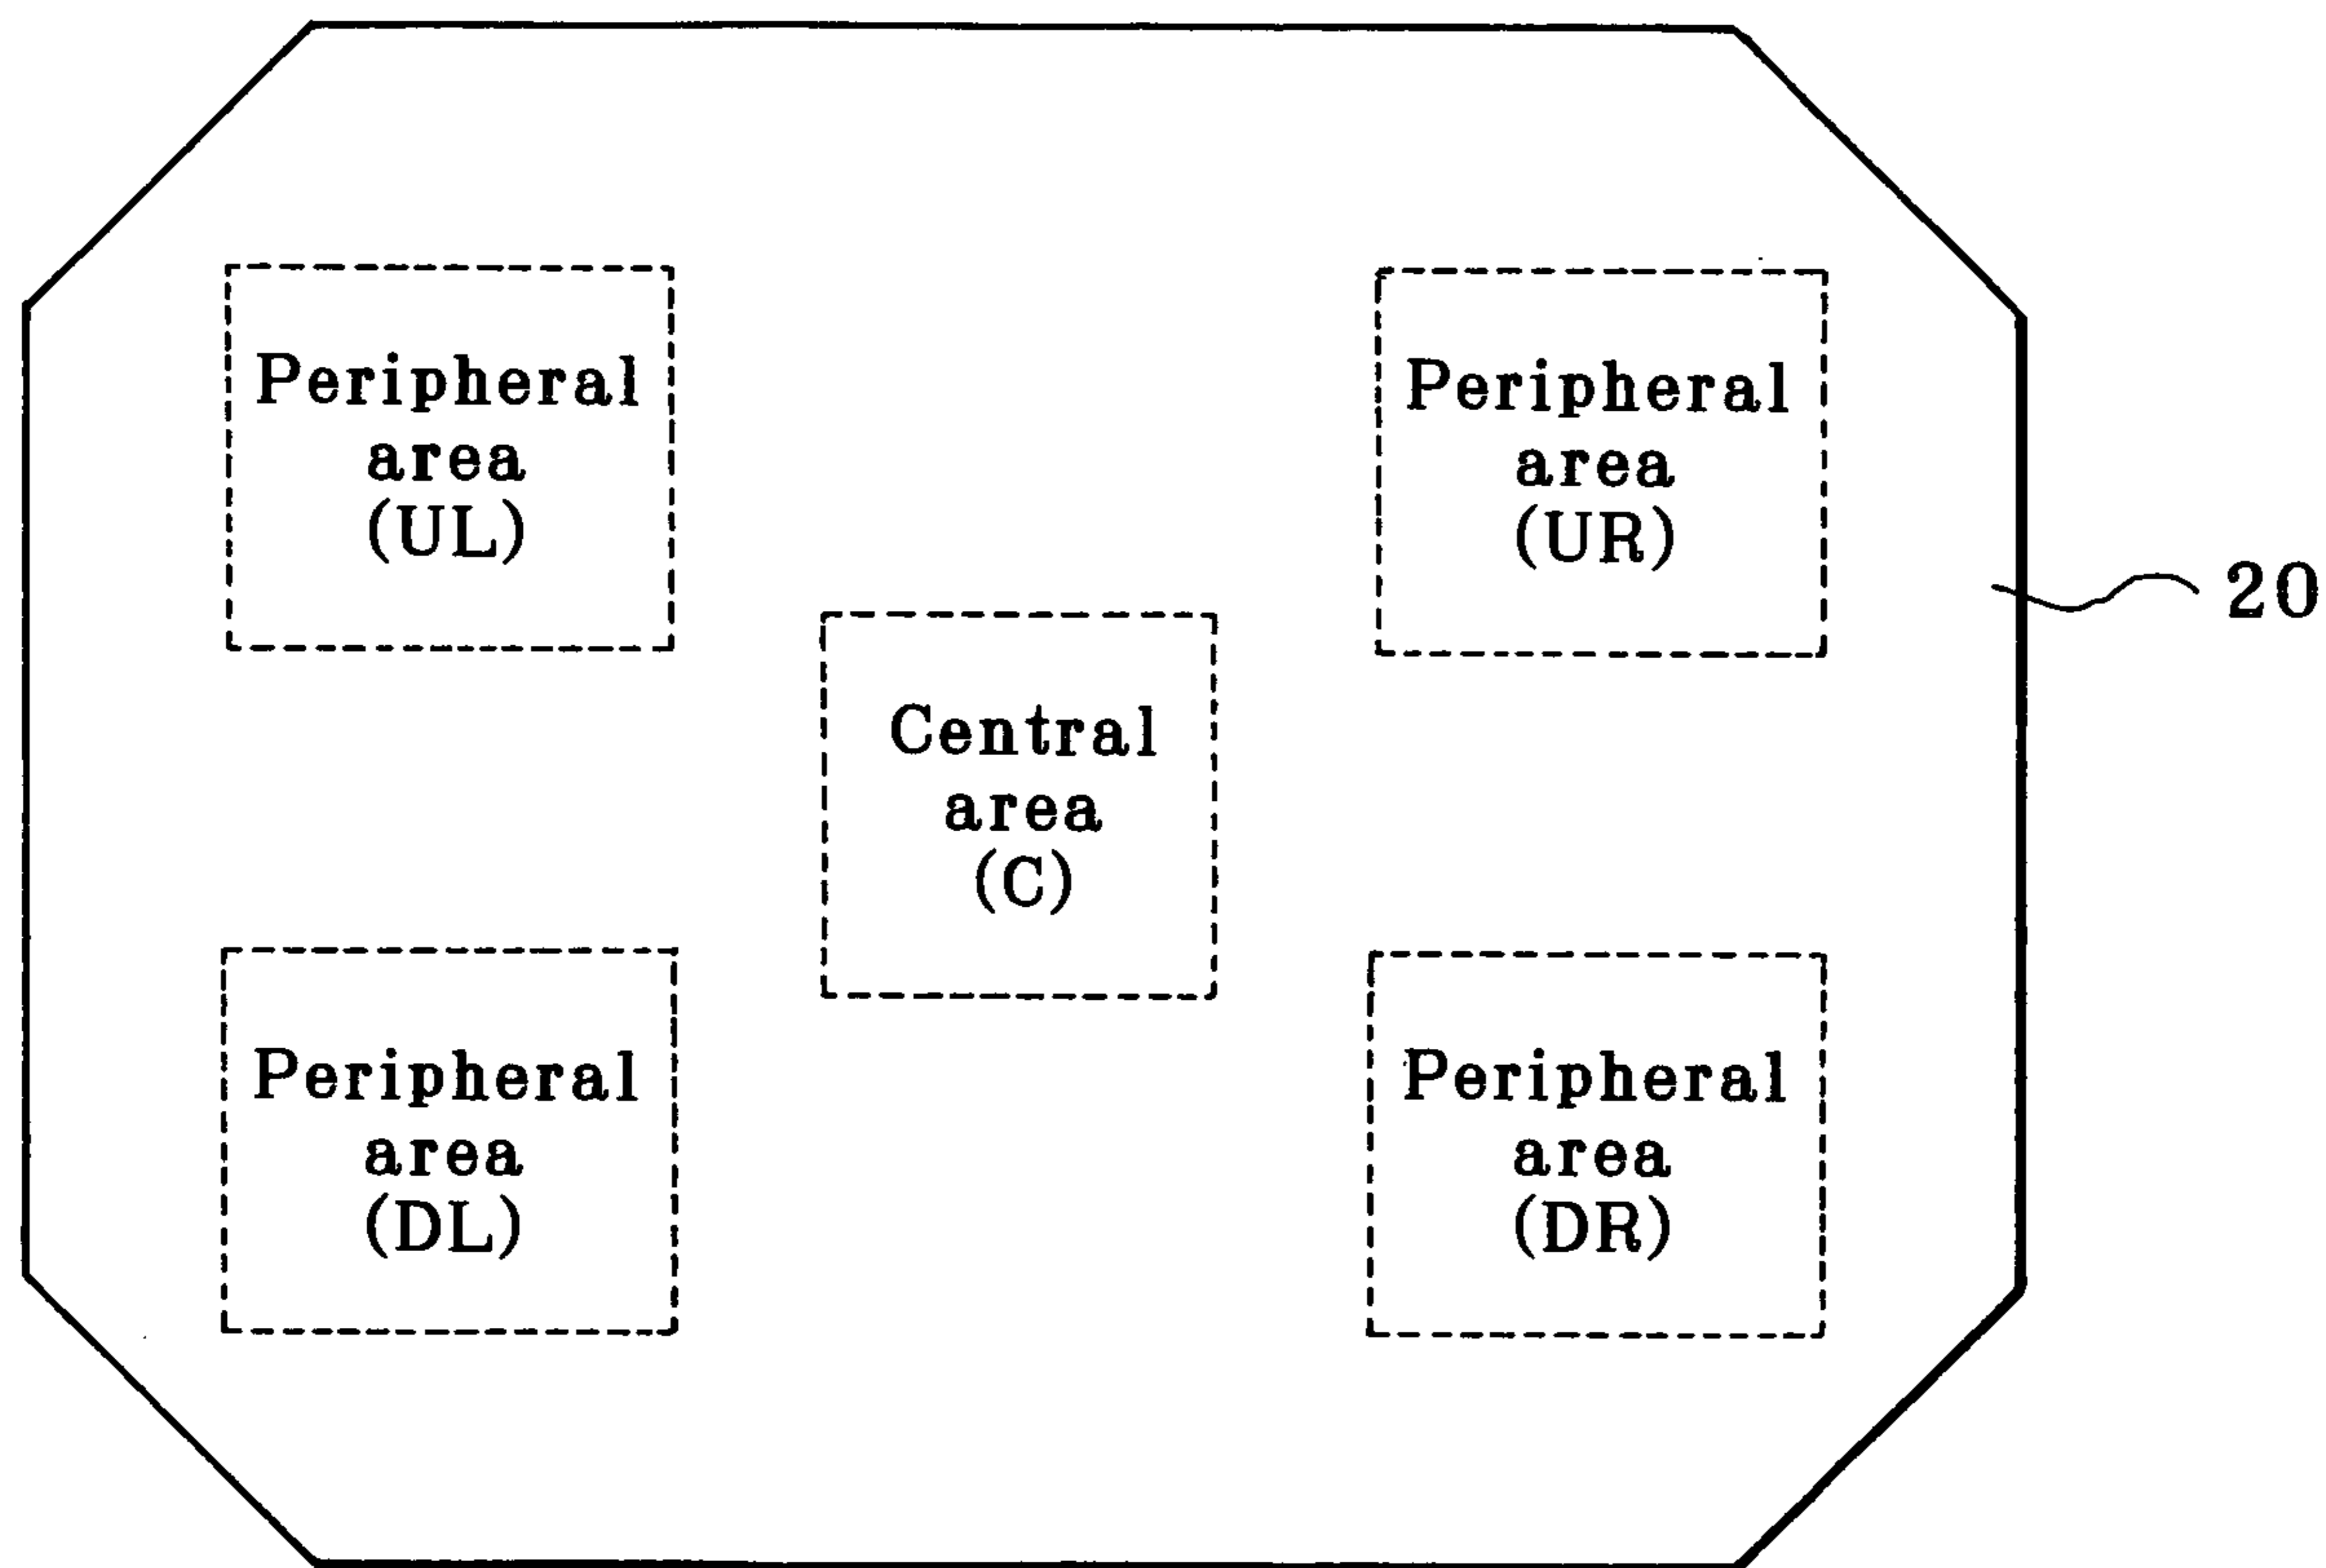 Peripheral
area
(UL)
Peripheral
area
(UR)
20
Central
area
(C)
Peripheral
area
(DL)
Peripheral
area
(DR)